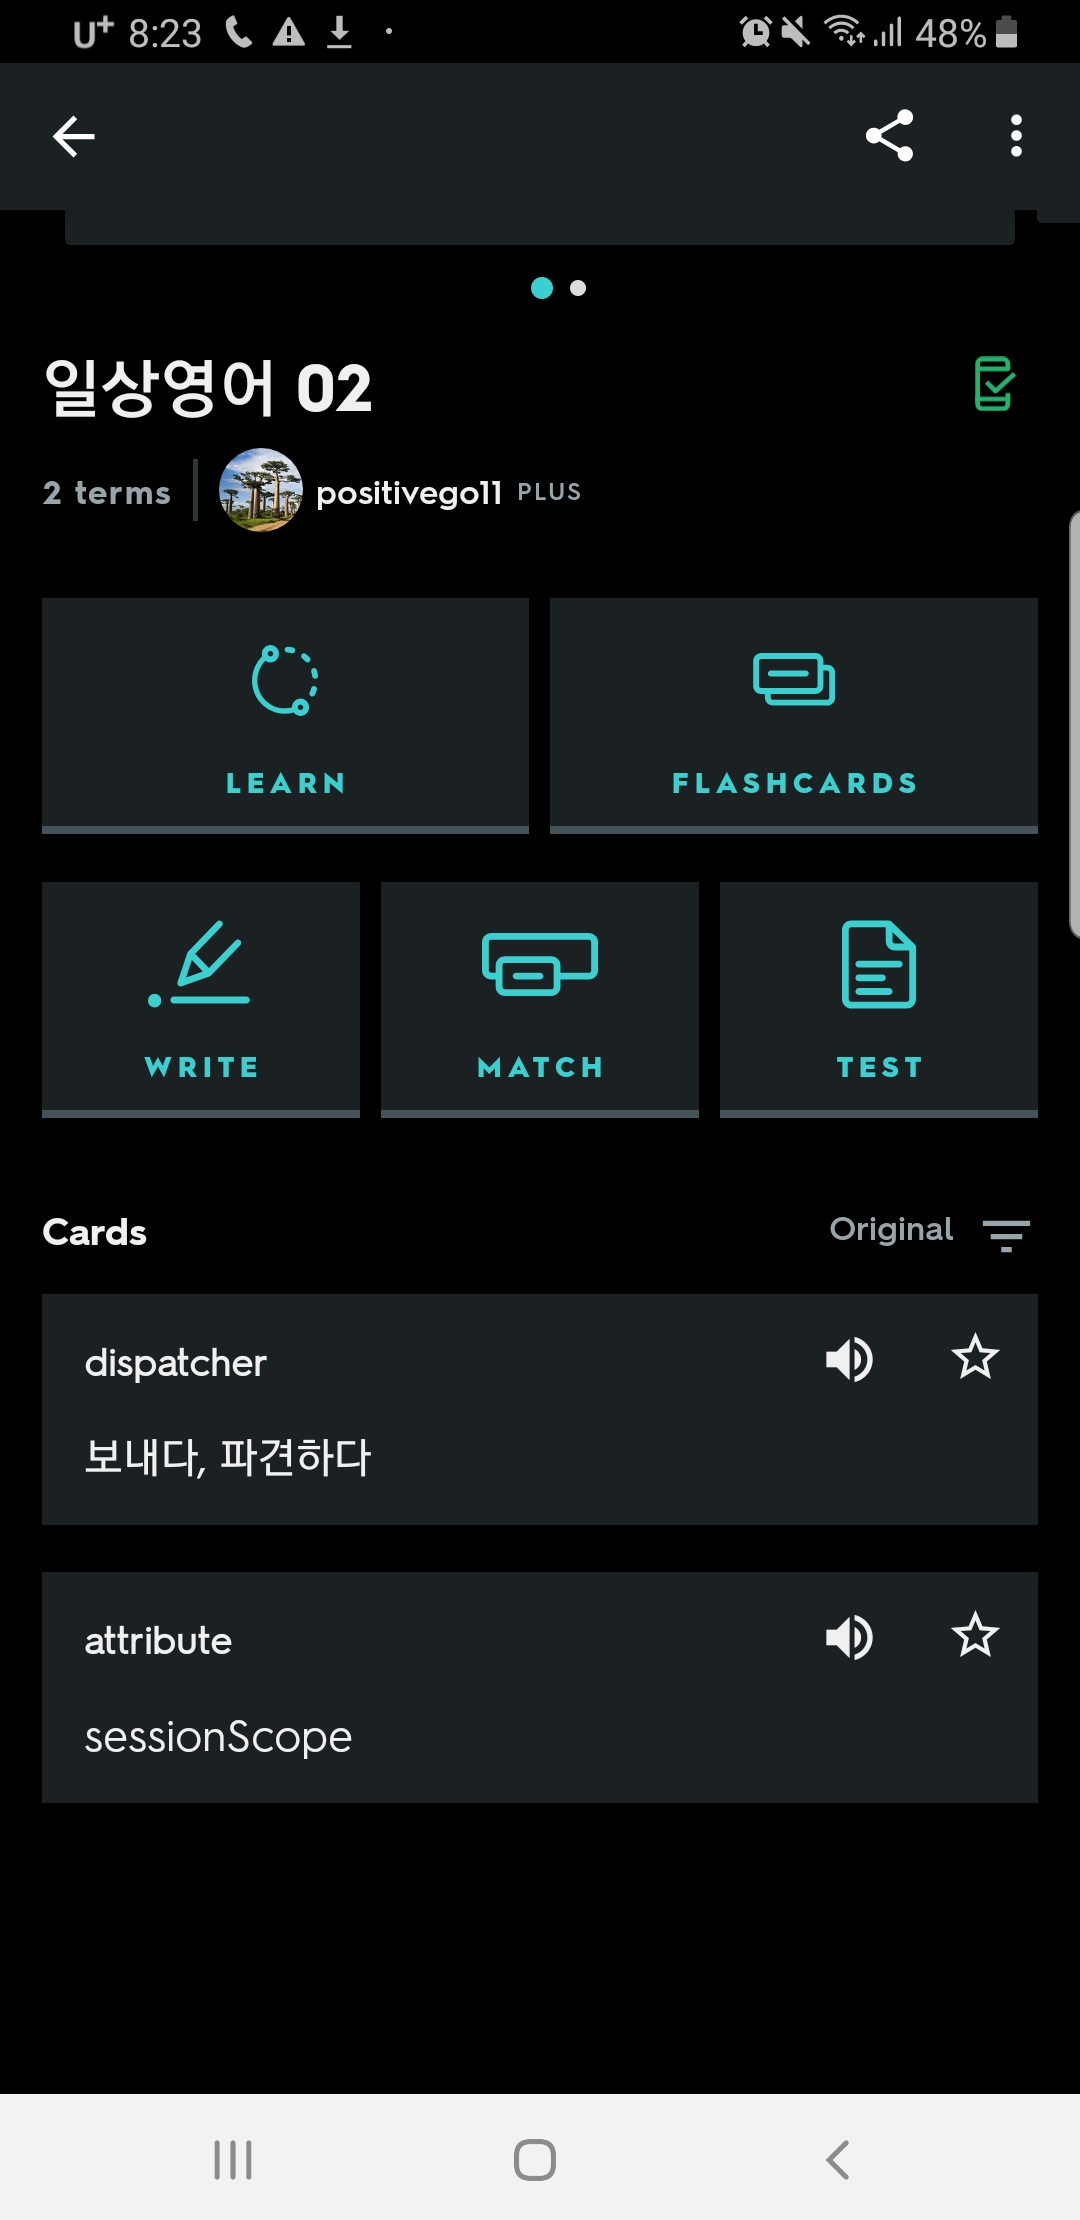 U+ 8:23 48%
일상영어 02
2 terms positivego11 PLUS
LEARN FLASHCARDS
WRITE MATCH TEST
Cards Original
dispatcher
보내다, 파견하다
attribute
sessionScope